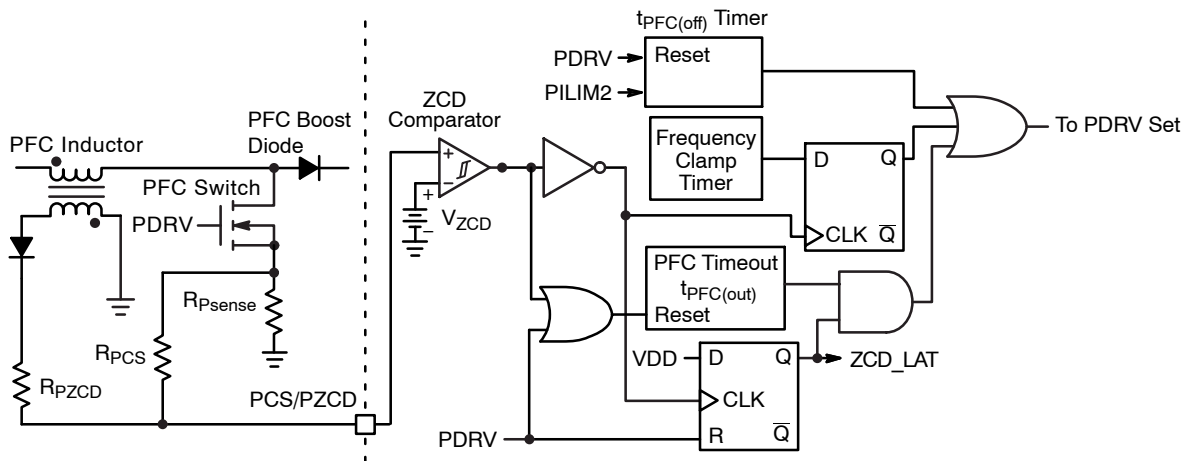 tPFC(off) Timer
PDRV
Reset
PILIM2
ZCD
Comparator
PFC Boost
Diode
PFC Inductor
To PDRV Set
Frequency
Clamp
Timer
D
Q
+
−
PFC Switch
PDRV
+
VZCD
−
CLK
Q
PFC Timeout
tPFC(out)
Reset
RPsense
RPCS
VDD
D
Q
ZCD_LAT
RPZCD
PCS/PZCD
CLK
PDRV
R
Q